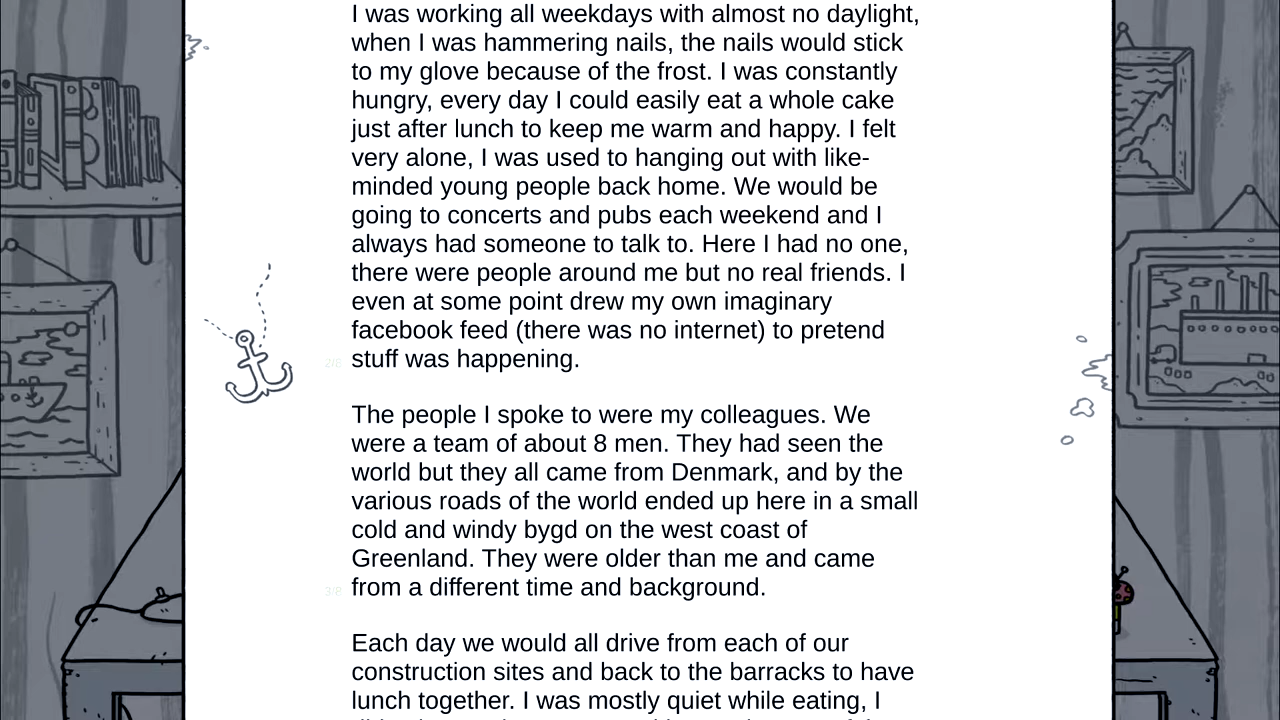 I was working all weekdays with almost no daylight,
when I was hammering nails, the nails would stick
to my glove because of the frost. I was constantly
hungry, every day I could easily eat a whole cake
just after lunch to keep me warm and happy. I felt
very alone, I was used to hanging out with like-
minded young people back home. We would be
going to concerts and pubs each weekend and I
always had someone to talk to. Here I had no one,
there were people around me but no real friends. I
even at some point drew my own imaginary
facebook feed (there was no internet) to pretend
2/8 stuff was happening.
The people I spoke to were my colleagues. We
were a team of about 8 men. They had seen the
world but they all came from Denmark, and by the
various roads of the world ended up here in a small
cold and windy bygd on the west coast of
Greenland. They were older than me and came
3/8 from a different time and background.
Each day we would all drive from each of our
construction sites and back to the barracks to have
lunch together. I was mostly quiet while eating, I